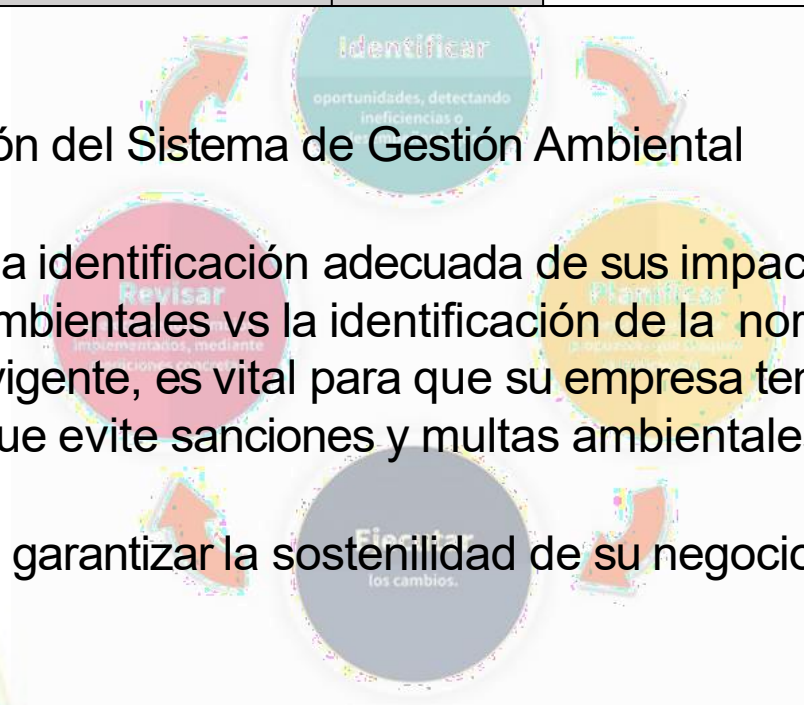 Identificar
oportunidades, detectando
ineficiencias o
ón del Sistema de Gestión Ambiental
a identificación adecuada de sus impac
Revisar
Planificar
mbientales vs la identificación de la nor
implementados, mediante
vigente, es vital para que su empresa ter
ue evite sanciones y multas ambientale
Ejecutar
garantizar la sostenilidad de su negocio
los cambios.